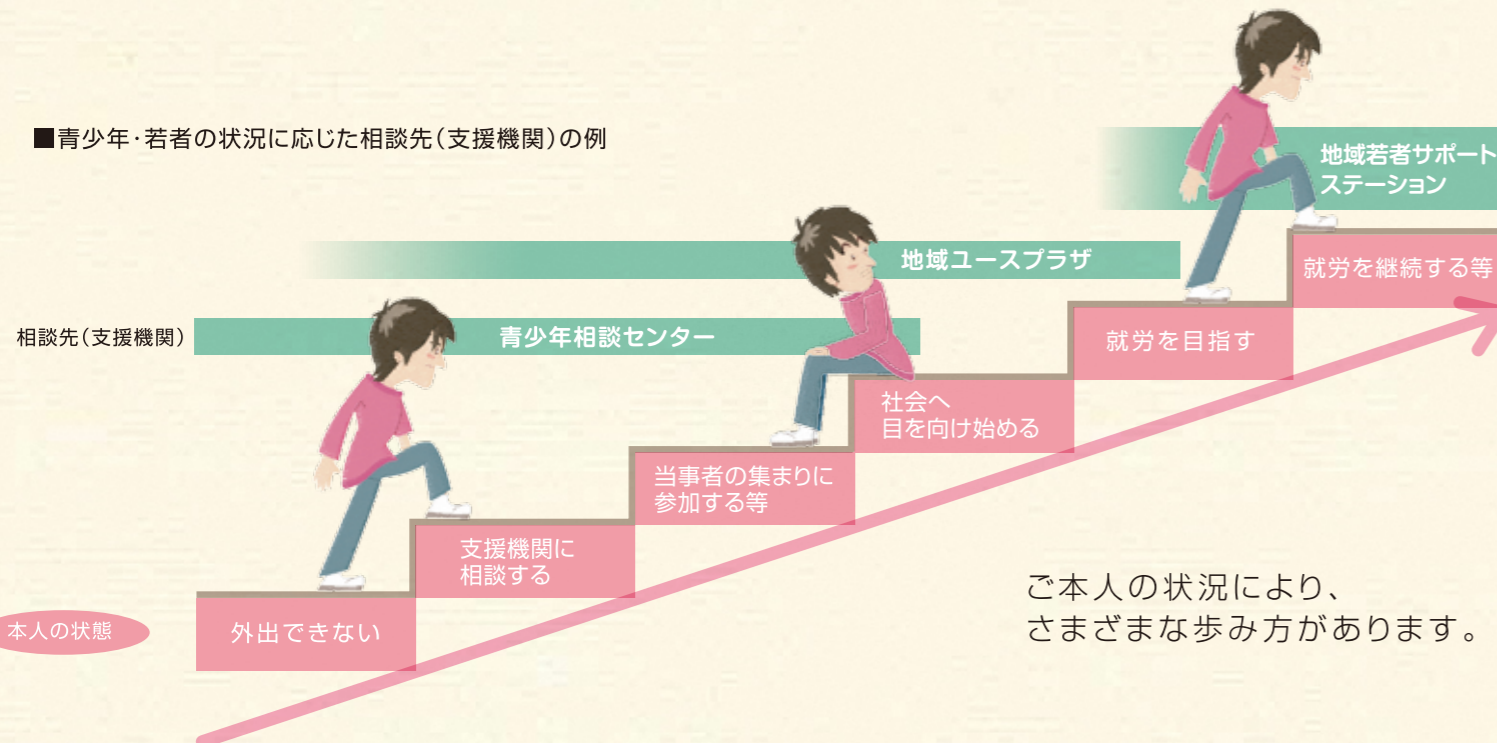 ■青少年・若者の状況に応じた相談先(支援機関)の例
地域若者サポート
ステーション
地域ユースプラザ
就労を継続する等
相談先(支援機関)
青少年相談センター
就労を目指す
社会へ
目を向け始める
当事者の集まりに
参加する等
支援機関に
相談する
本人の状態
外出できない
ご本人の状況により、
さまざまな歩み方があります。